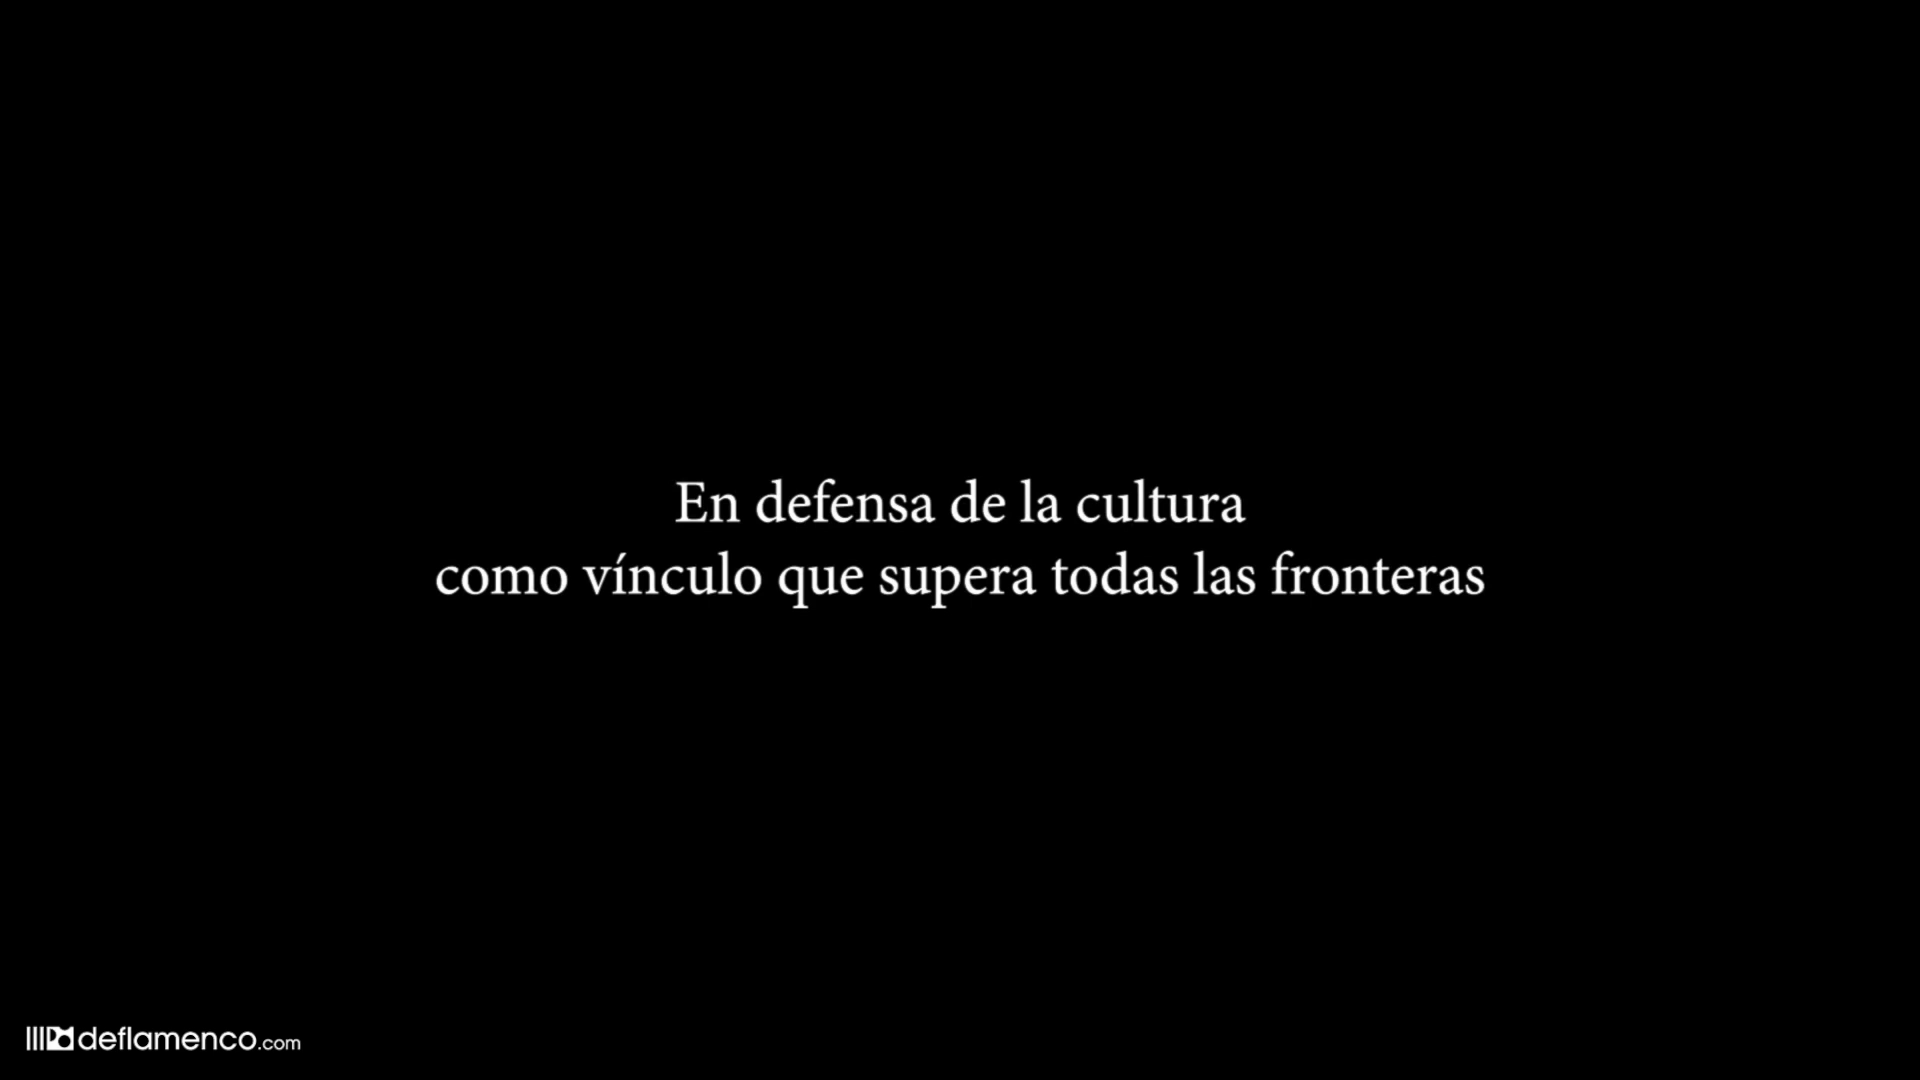 En defensa de la cultura
como vínculo que supera todas las fronteras
deflamenco.com